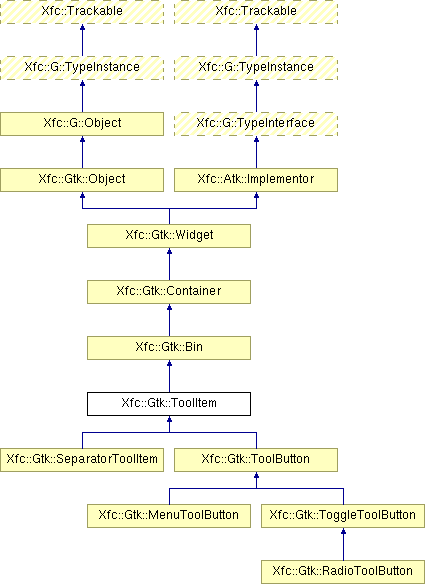 Xfc::Trackable
Xfc::Trackable
Xfc::G::TypeInstance
Xfc::G::TypeInstance
Xfc::G::Object
Xfc::G::TypeInterface
Xfc::Gtk::Object
Xfc::Atk::Implementor
Xfc::Gtk::Widget
Xfc::Gtk::Container
Xfc::Gtk::Bin
Xfc::Gtk::ToolItem
Xfc::Gtk::SeparatorToolItem
Xfc::Gtk::ToolButton
Xfc::Gtk::MenuToolButton
Xfc::Gtk::ToggleToolButton
Xfc::Gtk::RadioToolButton